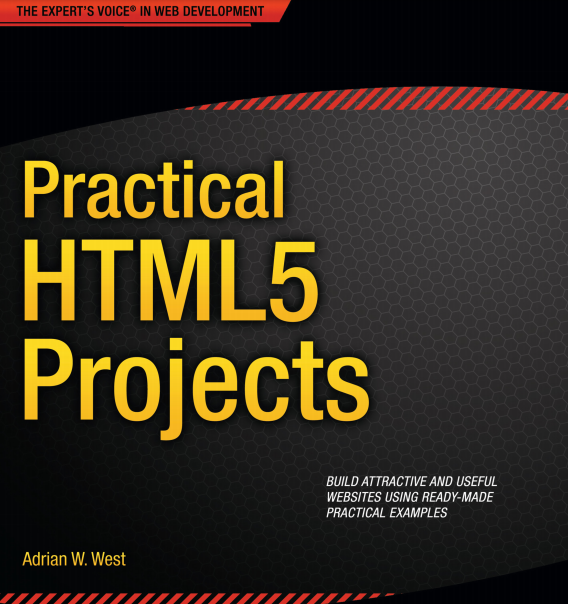 THE EXPERT'S VOICE® IN WEB DEVELOPMENT
Practical
HTML5
Projects
BUILD ATTRACTIVE AND USEFUL
WEBSITES USING READY-MADE
PRACTICAL EXAMPLES
Adrian W. West